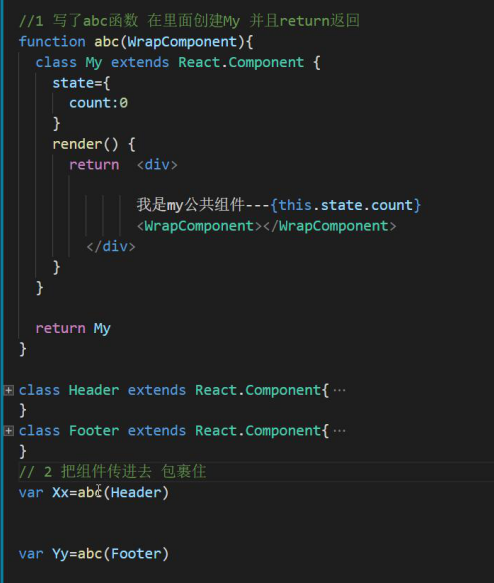 //1 写了abc函数 在里面创建My 并且return返回
function abc(WrapComponent){
class My extends React.Component {
state={
count:0
}
render() {
return <div>
我是my公共组件---{this.state.count}
<WrapComponent></WrapComponent>
</div>
}
}
return My
}
class Header extends React.Component{ ...
}
class Footer extends React.Component{ ...
}
// 2 把组件传进去 包裹住
var Xx=abc(Header)
var Yy=abc(Footer)